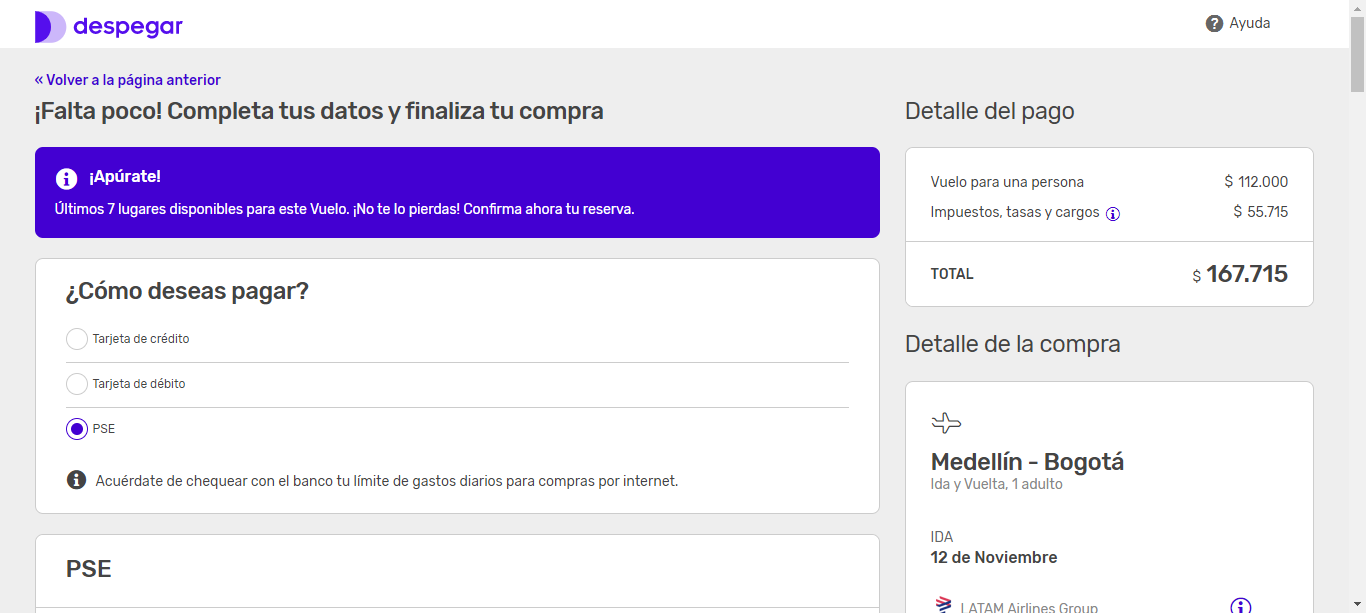 despegar
Ayuda
« Volver a la página anterior
¡Falta poco! Completa tus datos y finaliza tu compra
¡Apúrate!
Últimos 7 lugares disponibles para este Vuelo. ¡No te lo pierdas! Confirma ahora tu reserva.
¿Cómo deseas pagar?
Tarjeta de crédito
Tarjeta de débito
PSE
Acuérdate de chequear con el banco tu límite de gastos diarios para compras por internet.
PSE
Detalle del pago
Vuelo para una persona $ 112.000
Impuestos, tasas y cargos $ 55.715
TOTAL $ 167.715
Detalle de la compra
Medellín - Bogotá
Ida y Vuelta, 1 adulto
IDA
12 de Noviembre
LATAM Airlines Group